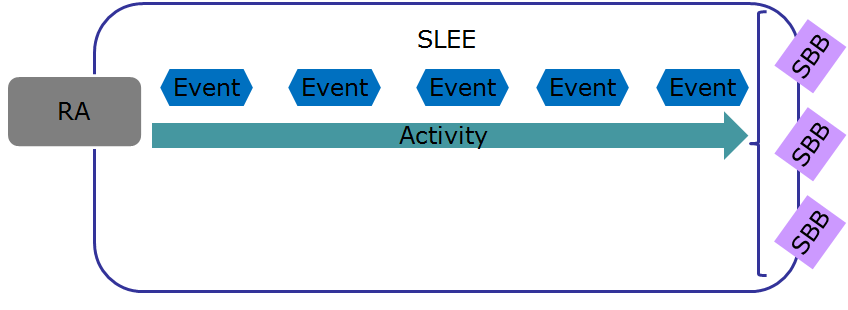 SLEE
Event Event Event Event Event
RA
Activity
SBB
SBB
SBB